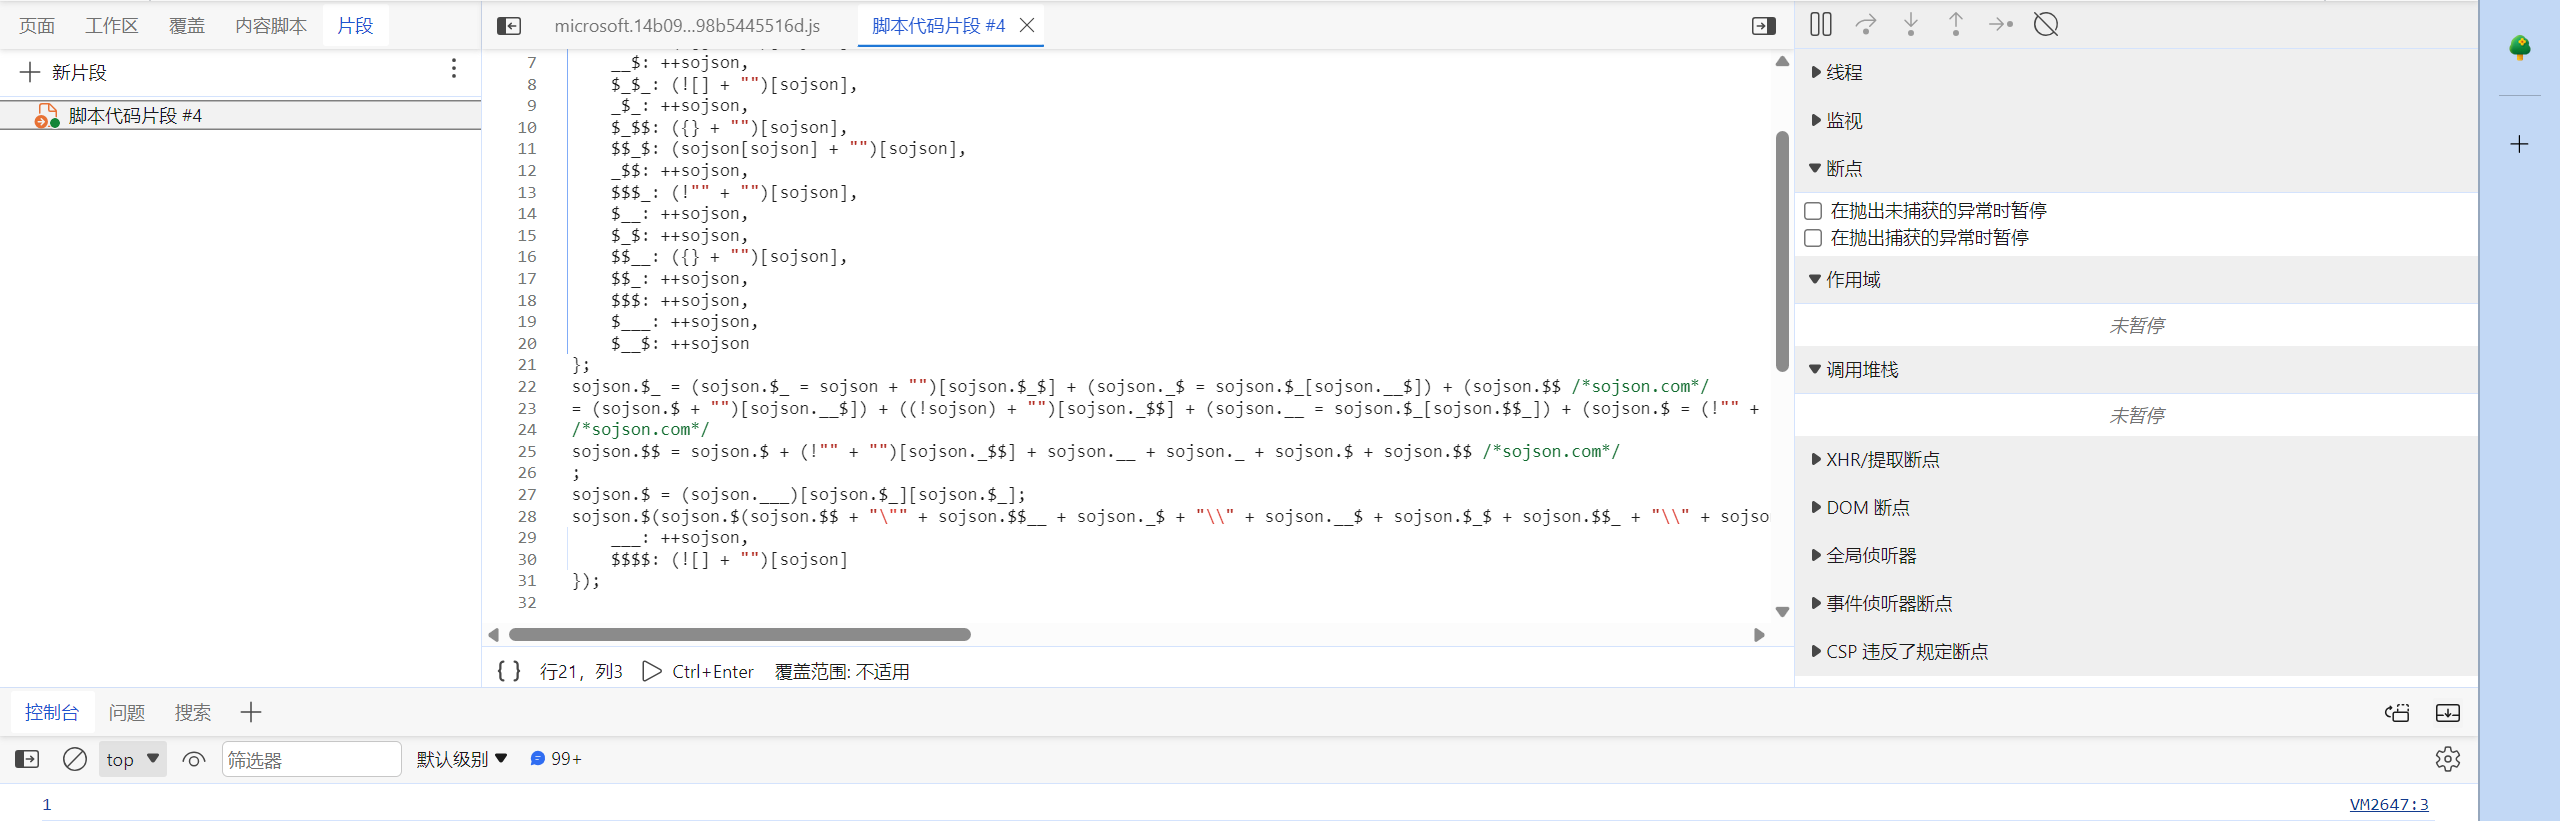 页面 工作区 覆盖 内容脚本 片段
新片段
脚本代码片段 #4
microsoft.14b09...98b5445516d.js 脚本代码片段 #4
7 __$: ++sojson,
8 $_$_: (![] + "")[sojson],
9 _$_: ++sojson,
10 $_$$: ({} + "")[sojson],
11 $$_$: (sojson[sojson] + "")[sojson],
12 _$$: ++sojson,
13 $$$_: (!"" + "")[sojson],
14 $__: ++sojson,
15 $_$: ++sojson,
16 $$__: ({} + "")[sojson],
17 $$_: ++sojson,
18 $$$: ++sojson,
19 $___: ++sojson,
20 $__$: ++sojson
21 };
22 sojson.$_ = (sojson.$_ = sojson + "")[sojson.$_$] + (sojson._$ = sojson.$_[sojson.__$]) + (sojson.$$ /*sojson.com*/
23 = (sojson.$ + "")[sojson.__$]) + ((!sojson) + "")[sojson._$$] + (sojson.__ = sojson.$_[sojson.$$_]) + (sojson.$ = (!"" +
24 /*sojson.com*/
25 sojson.$$ = sojson.$ + (!"" + "")[sojson._$$] + sojson.__ + sojson._ + sojson.$ + sojson.$$ /*sojson.com*/
26 ;
27 sojson.$ = (sojson.___)[sojson.$_][sojson.$_];
28 sojson.$(sojson.$(sojson.$$ + "\"" + sojson.$$__ + sojson._$ + "\\" + sojson.__$ + sojson.$_$ + sojson.$$_ + "\\" + sojso
29 ___: ++sojson,
30 $$$$: (![] + "")[sojson]
31 });
32
{ } 行21，列3 Ctrl+Enter 覆盖范围: 不适用
线程
监视
断点
在抛出未捕获的异常时暂停
在抛出捕获的异常时暂停
作用域
未暂停
调用堆栈
未暂停
XHR/提取断点
DOM 断点
全局侦听器
事件侦听器断点
CSP 违反了规定断点
控制台 问题 搜索
top 筛选器 默认级别 99+
1 VM2647:3